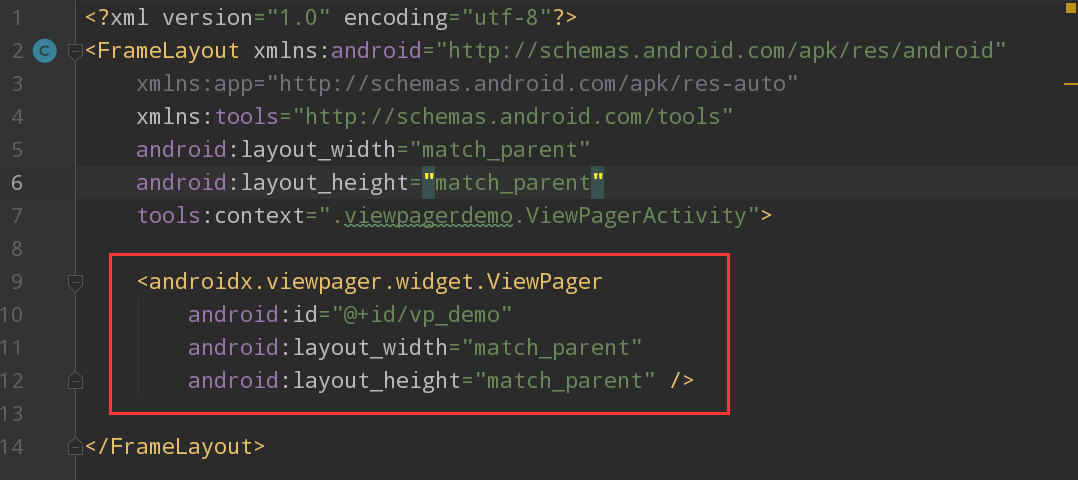 1 <?xml version="1.0" encoding="utf-8"?>
2 C <FrameLayout xmlns:android="http://schemas.android.com/apk/res/android"
3 xmlns:app="http://schemas.android.com/apk/res-auto"
4 xmlns:tools="http://schemas.android.com/tools"
5 android:layout_width="match_parent"
6 android:layout_height="match_parent"
7 tools:context=".viewpagerdemo.ViewPagerActivity">
8
9 <androidx.viewpager.widget.ViewPager
10 android:id="@+id/vp_demo"
11 android:layout_width="match_parent"
12 android:layout_height="match_parent" />
13
14 </FrameLayout>